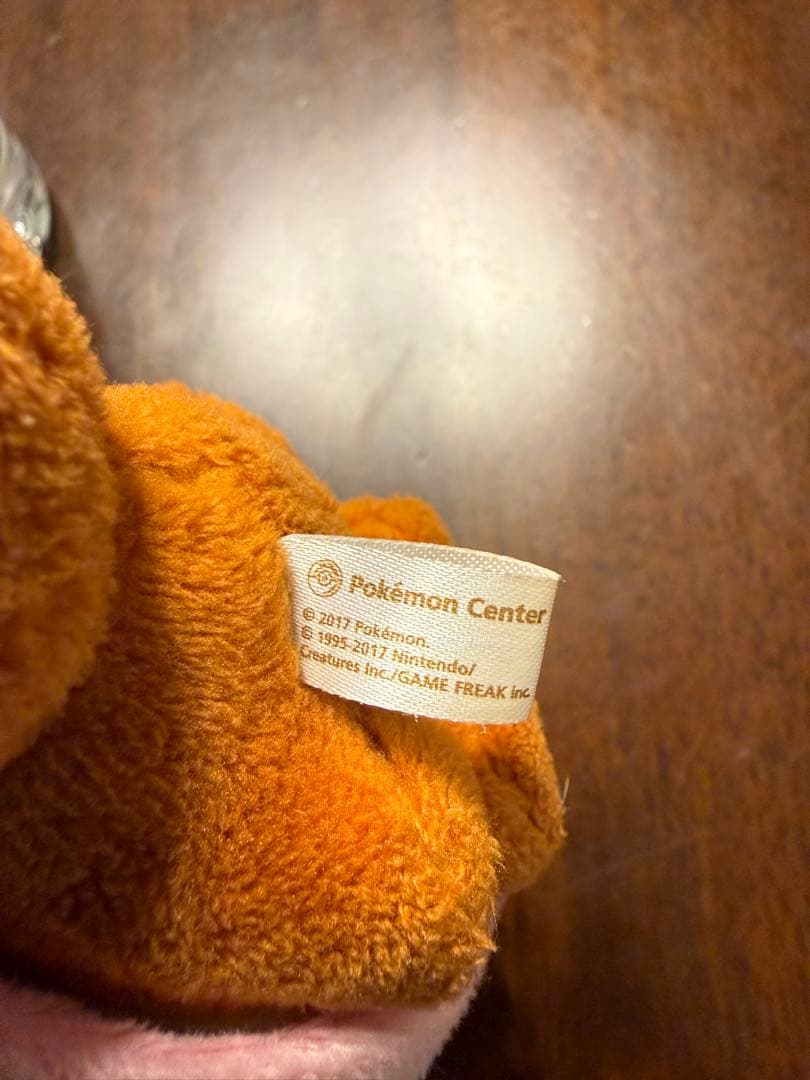 Pokémon Center
© 2017 Pokémon.
© 1995-2017 Nintendo/
Creatures Inc./GAME FREAK inc.